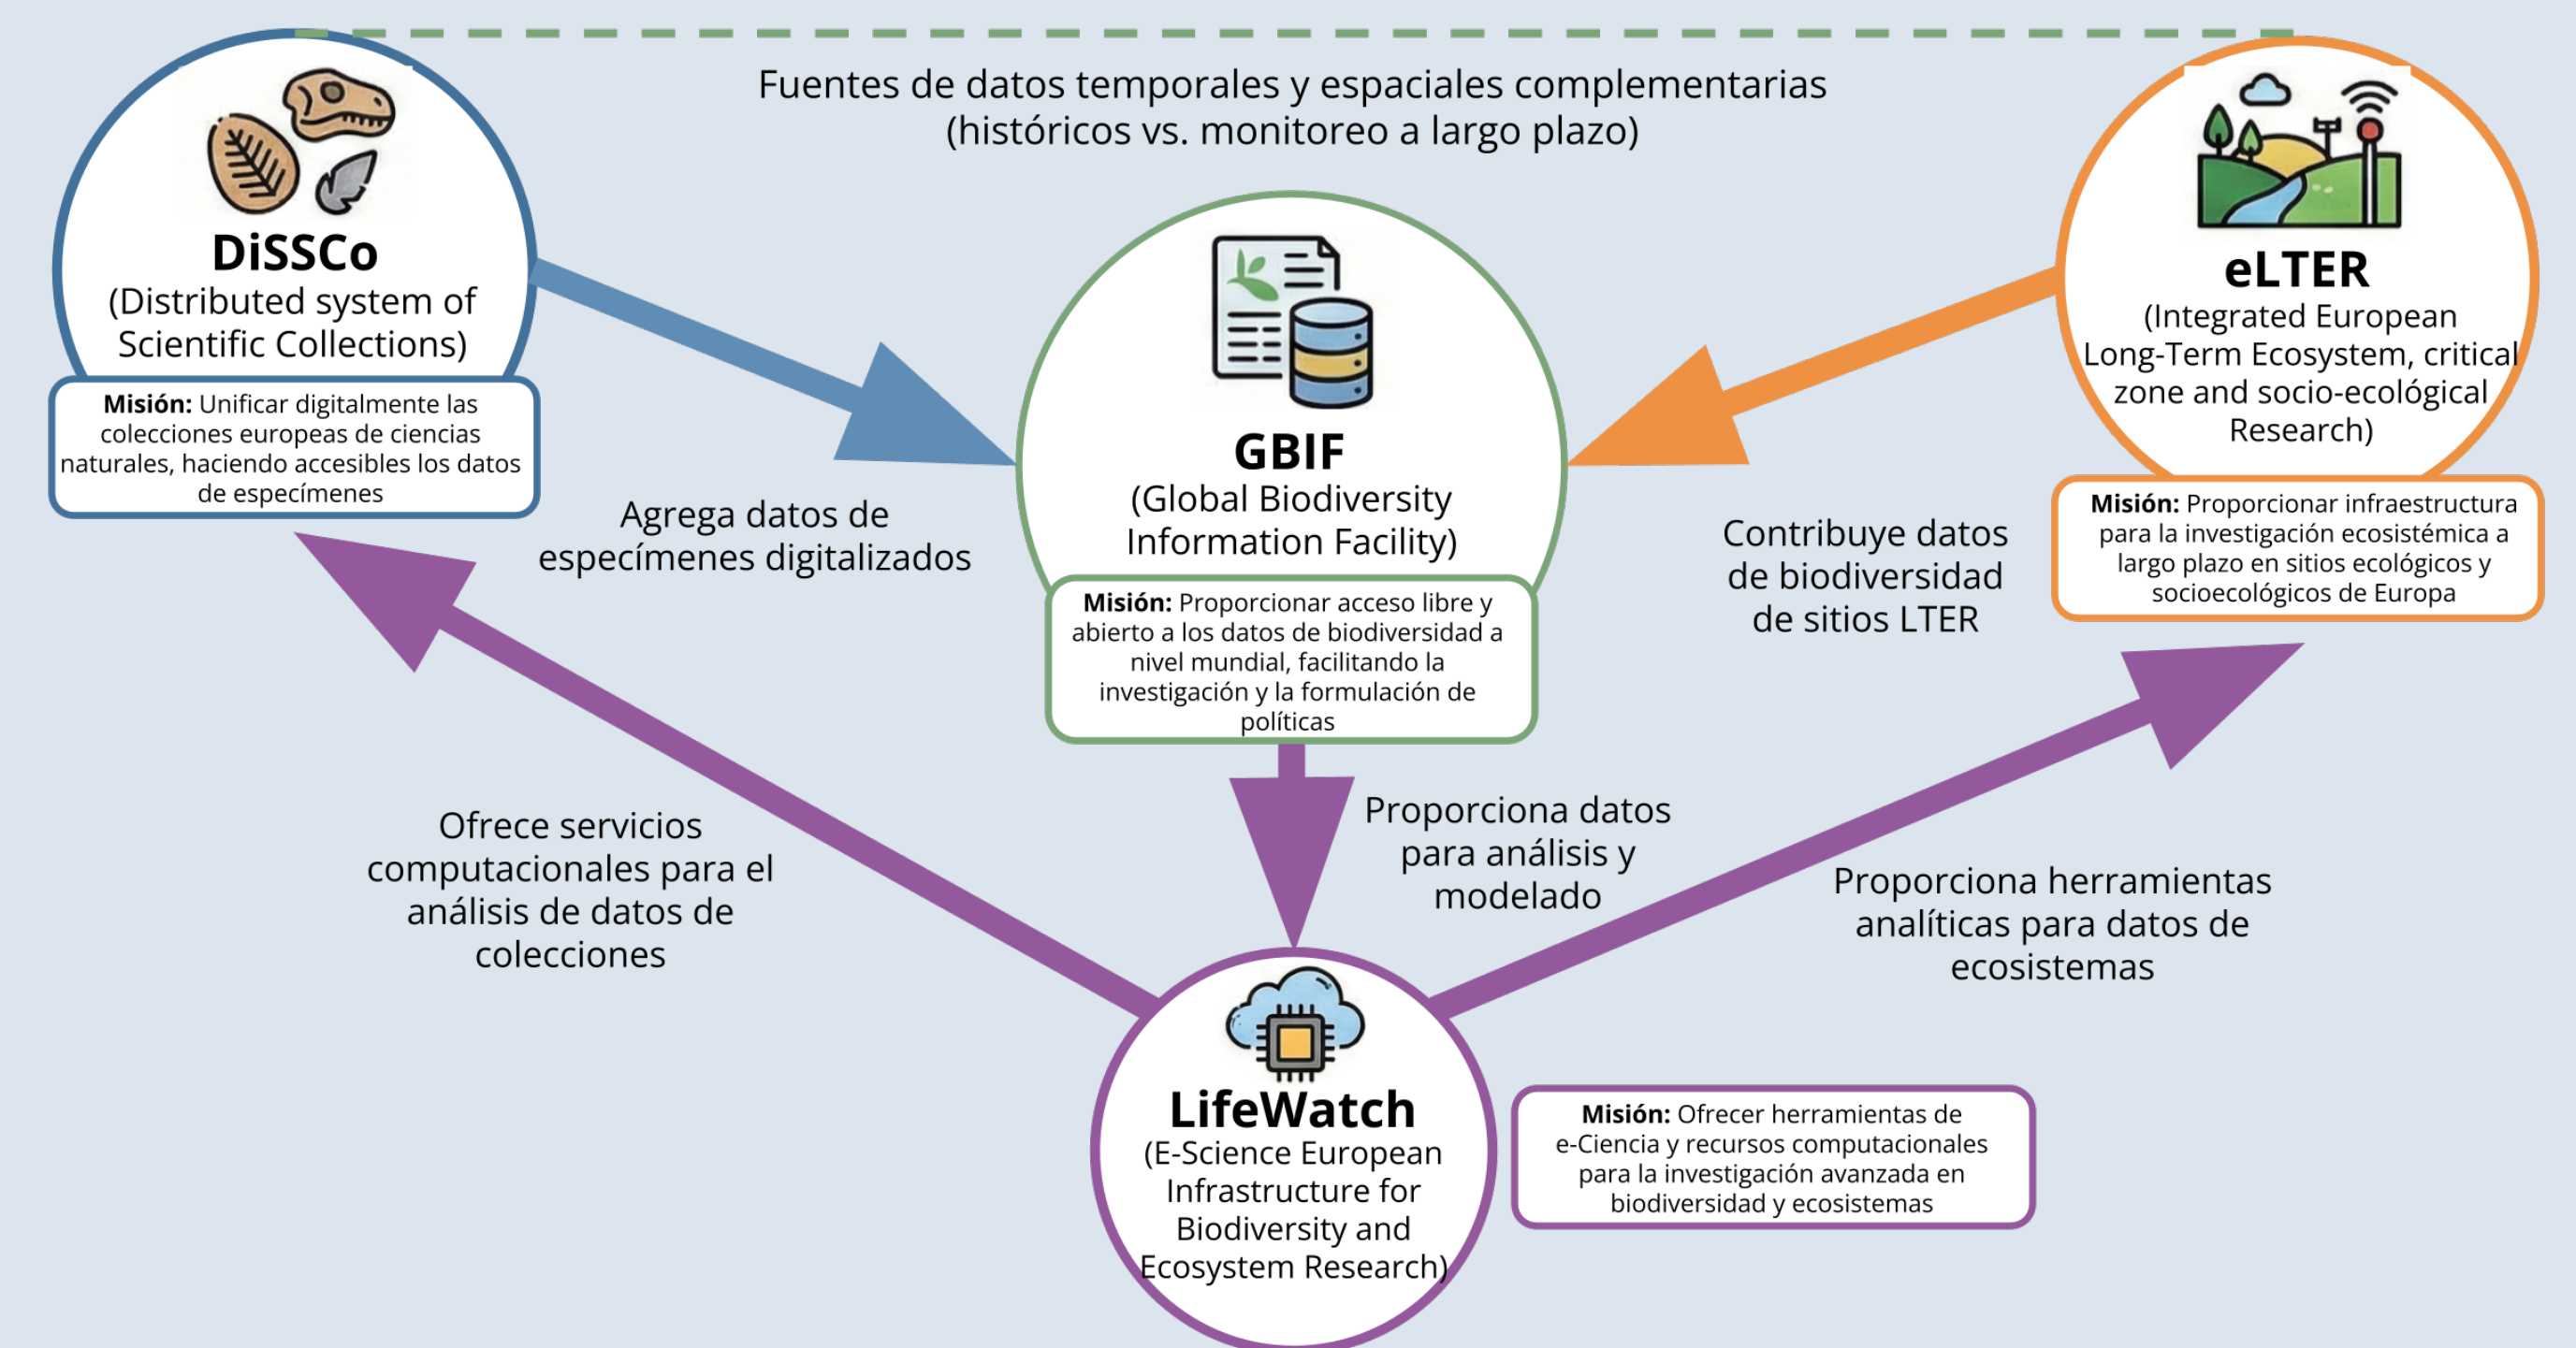 Fuentes de datos temporales y espaciales complementarias
(históricos vs. monitoreo a largo plazo)
DiSSCo
(Distributed system of
Scientific Collections)
Misión: Unificar digitalmente las
colecciones europeas de ciencias
naturales, haciendo accesibles los datos
de especímenes
Agrega datos de
especímenes digitalizados
GBIF
(Global Biodiversity
Information Facility)
Misión: Proporcionar acceso libre y
abierto a los datos de biodiversidad a
nivel mundial, facilitando la
investigación y la formulación de
políticas
eLTER
(Integrated European
Long-Term Ecosystem, critical
zone and socio-ecológical
Research)
Misión: Proporcionar infraestructura
para la investigación ecosistémica a
largo plazo en sitios ecológicos y
socioecológicos de Europa
Contribuye datos
de biodiversidad
de sitios LTER
Ofrece servicios
computacionales para el
análisis de datos de
colecciones
Proporciona datos
para análisis y
modelado
Proporciona herramientas
analíticas para datos de
ecosistemas
LifeWatch
(E-Science European
Infrastructure for
Biodiversity and
Ecosystem Research)
Misión: Ofrecer herramientas de
e-Ciencia y recursos computacionales
para la investigación avanzada en
biodiversidad y ecosistemas